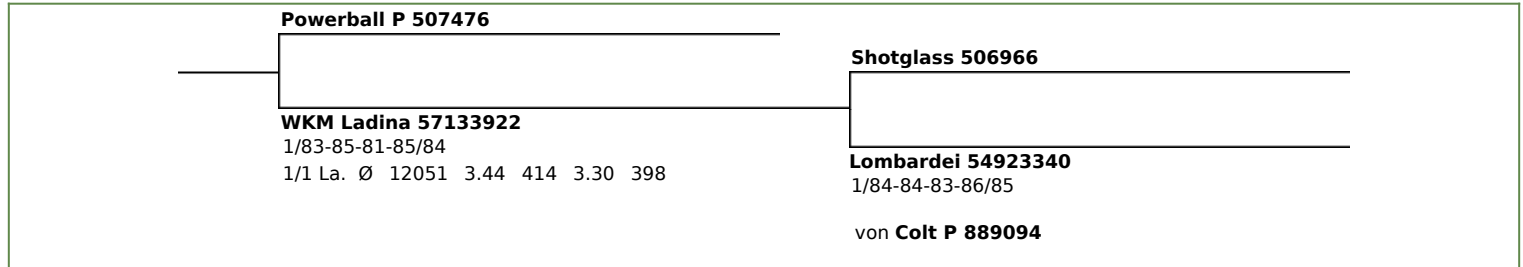 Powerball P 507476
Shotglass 506966
WKM Ladina 57133922
1/83-85-81-85/84
1/1 La. Ø 12051 3.44 414 3.30 398
Lombardei 54923340
1/84-84-83-86/85
von Colt P 889094